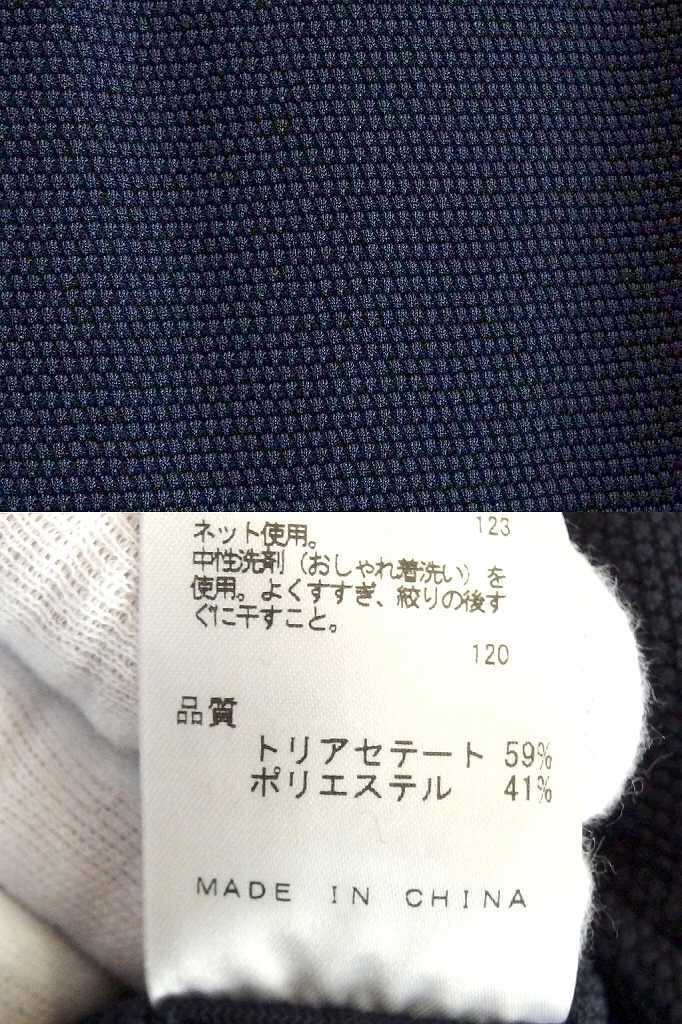 ネット使用。 123
中性洗剤（おしゃれ着洗い）を
使用。よくすすぎ、絞りの後す
ぐに干すこと。
120
品質
トリアセテート 59%
ポリエステル 41%
MADE IN CHINA